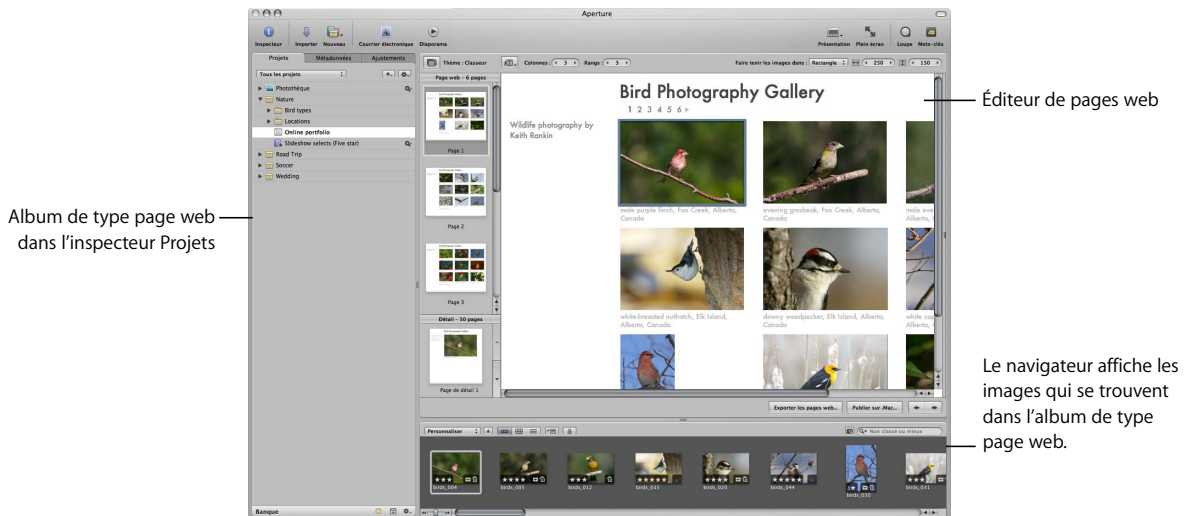 Aperture
Inspecteur Importer Nouveau Courrier électronique Diaporama Présentation Plein écran Loupe Mots-clés
Projets Métadonnées Ajustements
Tous les projets
Photothèque
Nature
Bird types
Locations
Online portfolio
Slideshow selects (Five star)
Road Trip
Soccer
Wedding
Banque
Thème : Classeur Colonnes : 3 Rangs : 3 Faire tenir les images dans : Rectangle 250 150
Page web – 6 pages
Page 1
Page 2
Page 3
Détail – 50 pages
Page de détail 1
Bird Photography Gallery
1 2 3 4 5 6
Wildlife photography by
Keith Rankin
male purple finch, Fox Creek, Alberta,
Canada
evening grosbeak, Fox Creek, Alberta,
Canada
male eve
Alberta, C
white-breasted nuthatch, Elk Island,
Alberta, Canada
downy woodpecker, Elk Island, Alberta,
Canada
white cap
Alberta, C
Exporter les pages web... Publier sur .Mac...
Personnaliser Non classé ou mieux
birds_004 birds_005 birds_012 birds_015 birds_020 birds_044 birds_030 birds_031
Album de type page web
dans l’inspecteur Projets
Éditeur de pages web
Le navigateur affiche les
images qui se trouvent
dans l’album de type
page web.